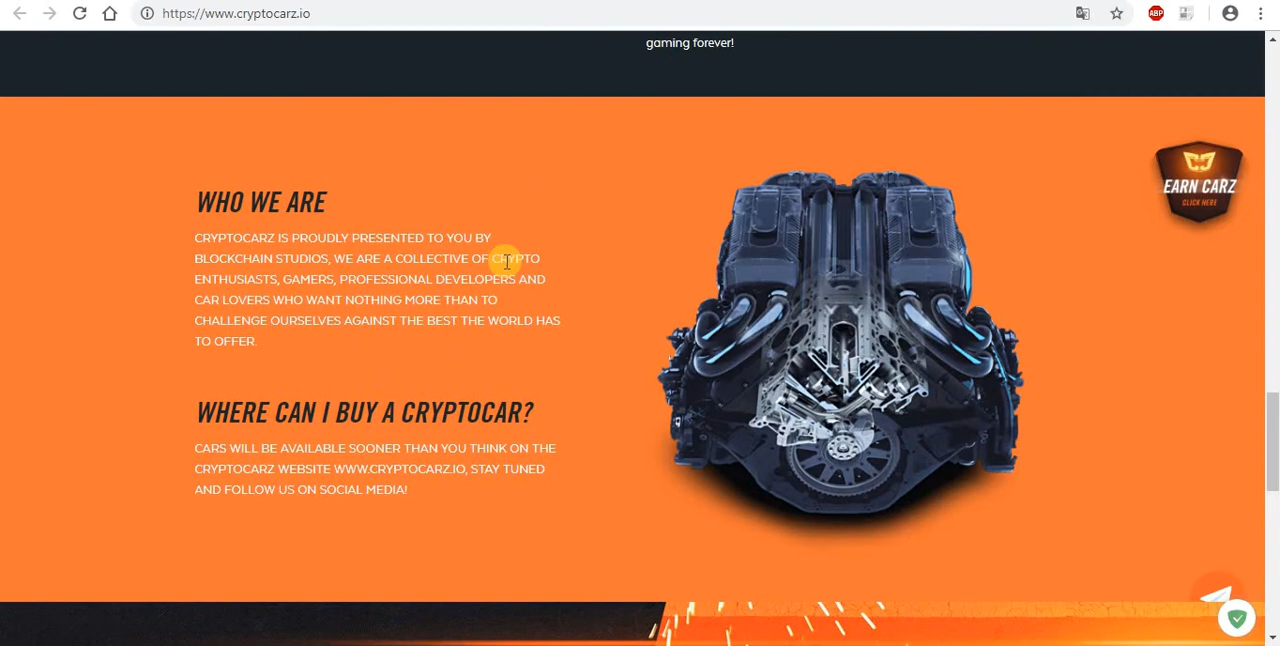 https://www.cryptocarz.io
ABP
gaming forever!
EARN CARZ
CLICK HERE
WHO WE ARE
CRYPTOCARZ IS PROUDLY PRESENTED TO YOU BY
BLOCKCHAIN STUDIOS, WE ARE A COLLECTIVE OF CRYPTO
ENTHUSIASTS, GAMERS, PROFESSIONAL DEVELOPERS AND
CAR LOVERS WHO WANT NOTHING MORE THAN TO
CHALLENGE OURSELVES AGAINST THE BEST THE WORLD HAS
TO OFFER.
WHERE CAN I BUY A CRYPTOCAR?
CARS WILL BE AVAILABLE SOONER THAN YOU THINK ON THE
CRYPTOCARZ WEBSITE WWW.CRYPTOCARZ.IO, STAY TUNED
AND FOLLOW US ON SOCIAL MEDIA!